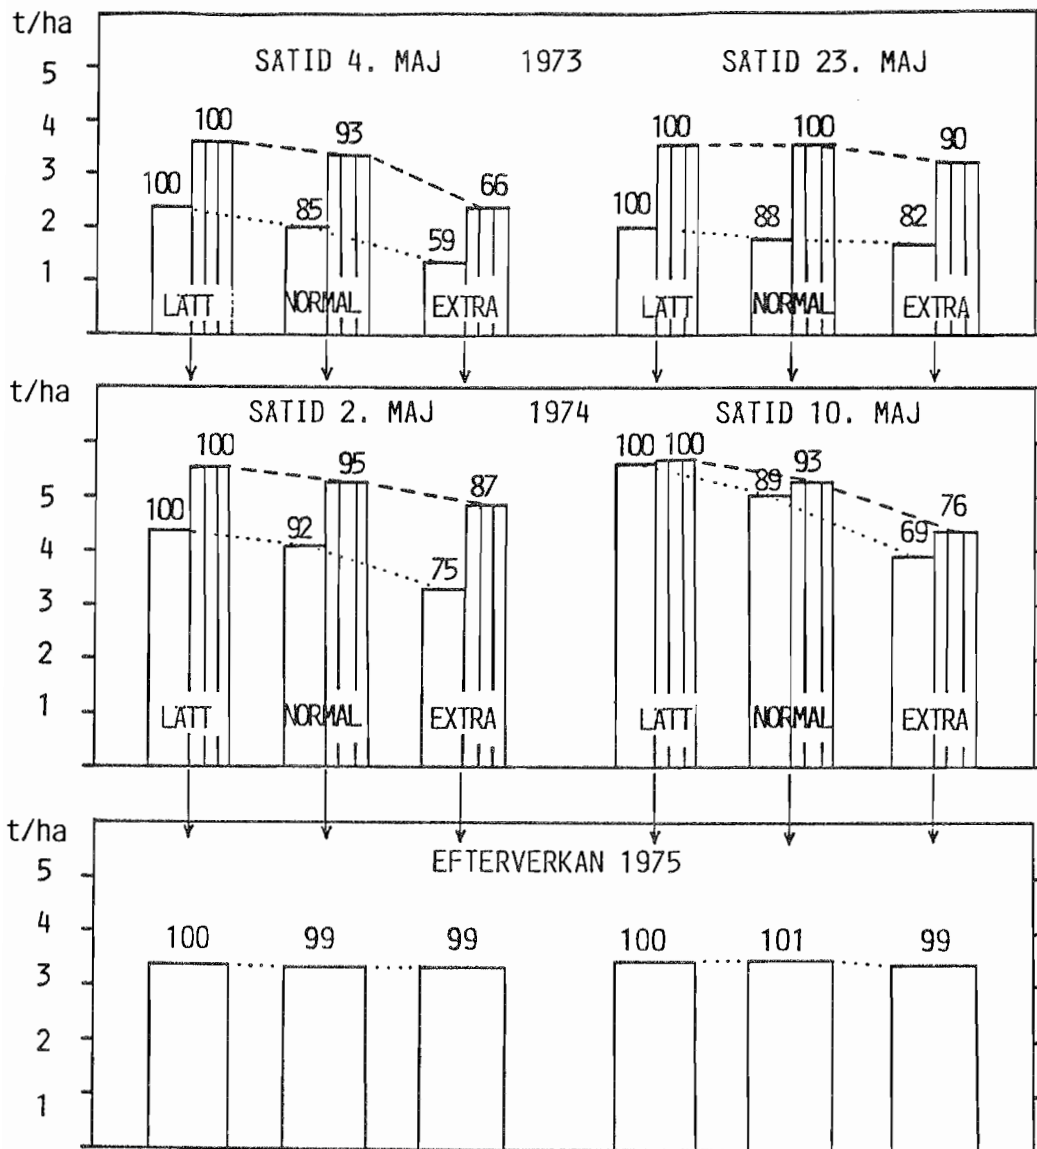 t/ha
SÅTID 4. MAJ 1973 SÅTID 23. MAJ
5
4
3
2
1
100 93 66 100 100 90
100 85 59 100 88 82
LÄTT NORMAL EXTRA LÄTT NORMAL EXTRA
t/ha
SÅTID 2. MAJ 1974 SÅTID 10. MAJ
5
4
3
2
1
100 95 87 100 100 93 76
100 92 75 89 69
LÄTT NORMAL EXTRA LÄTT NORMAL EXTRA
t/ha
EFTERVERKAN 1975
5
4
3
2
1
100 99 99 100 101 99